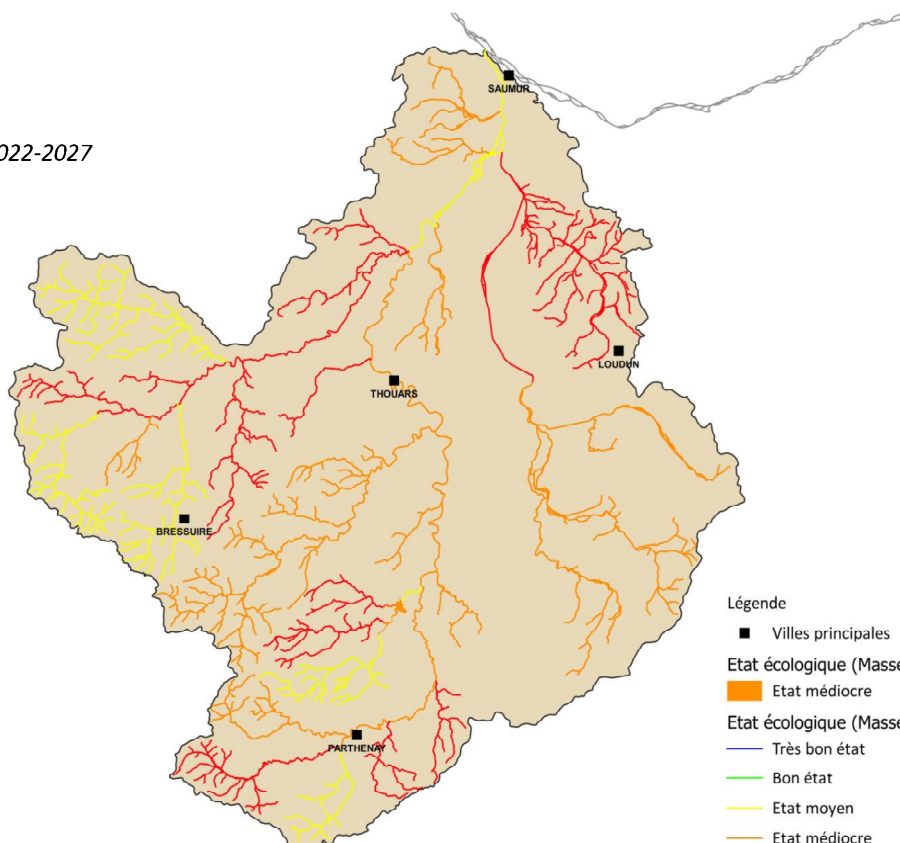 022-2027
SAUMUR
LOUDUN
THOUARS
BRESSUIRE
PARTHENAY
Légende
Villes principales
Etat écologique (Masse
Etat médiocre
Etat écologique (Masse
Très bon état
Bon état
Etat moyen
Etat médiocre